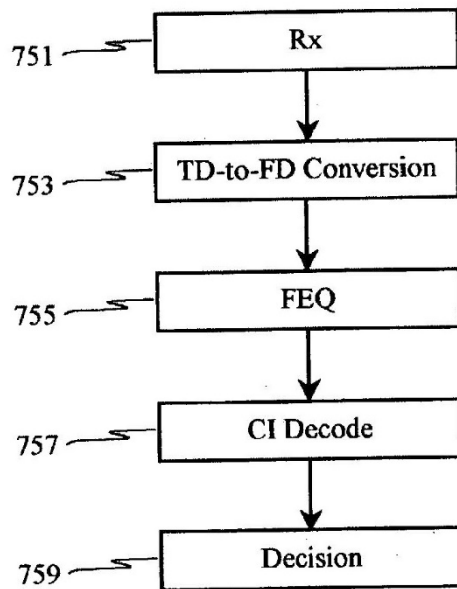 751
Rx
753
TD-to-FD Conversion
755
FEQ
757
CI Decode
759
Decision